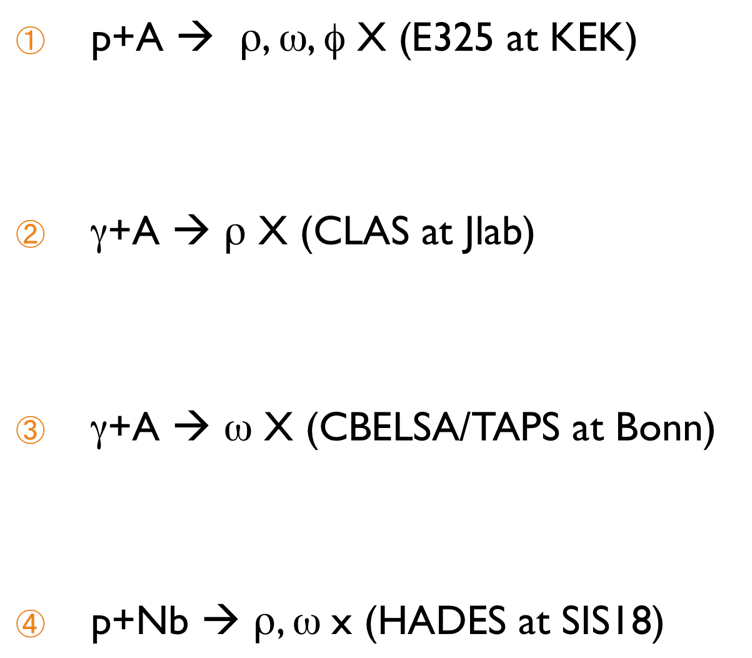 ① p+A → ρ, ω, ϕ X (E325 at KEK)
② γ+A → ρ X (CLAS at Jlab)
③ γ+A → ω X (CBELSA/TAPS at Bonn)
④ p+Nb → ρ, ω x (HADES at SIS18)